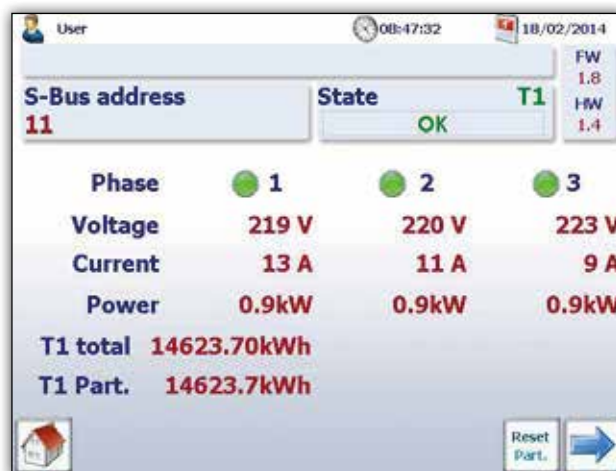 User 08:47:32 18/02/2014
FW
1.8
S-Bus address State T1 HW
11 OK 1.4
Phase 1 2 3
Voltage 219 V 220 V 223 V
Current 13 A 11 A 9 A
Power 0.9kW 0.9kW 0.9kW
T1 total 14623.70kWh
T1 Part. 14623.7kWh
Reset
Part.